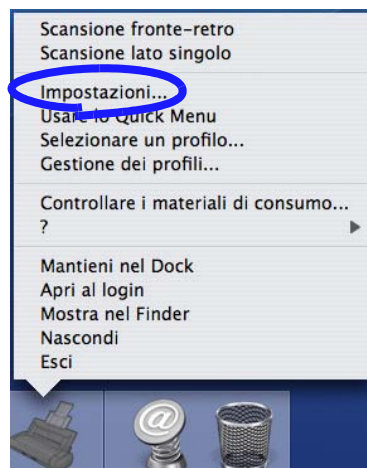 Scansione fronte-retro
Scansione lato singolo
Impostazioni...
Usare lo Quick Menu
Selezionare un profilo...
Gestione dei profili...
Controllare i materiali di consumo...
?
Mantieni nel Dock
Apri al login
Mostra nel Finder
Nascondi
Esci
@